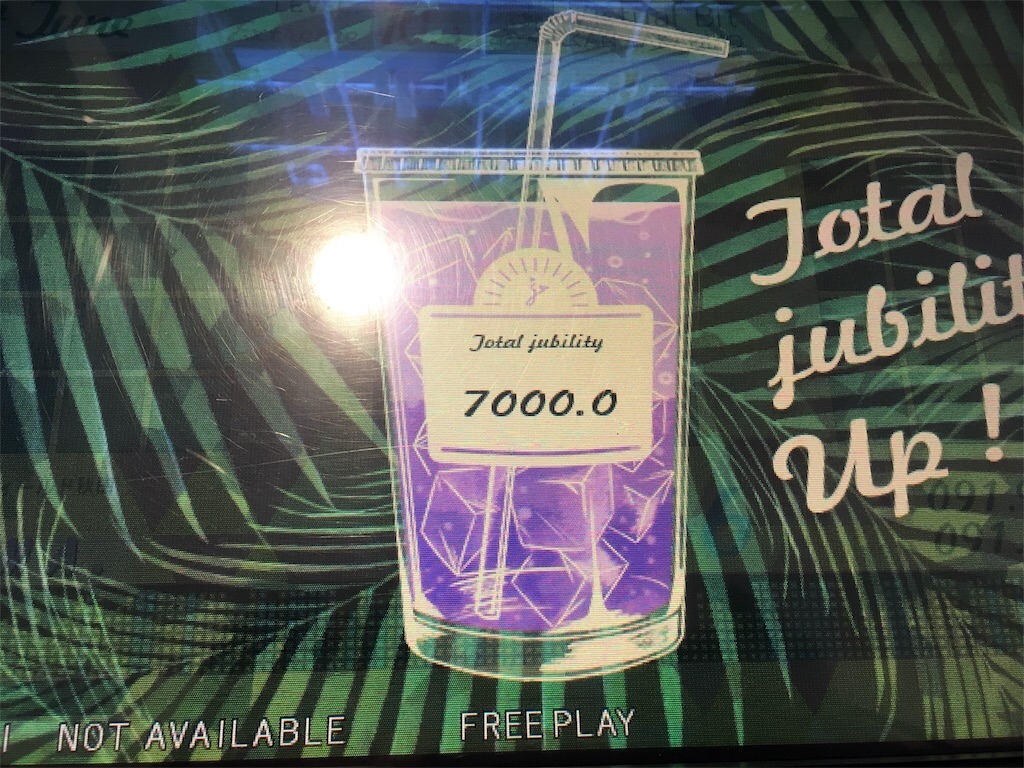 Total jubility
7000.0
Total
jubilit
Up!
NOT AVAILABLE
FREE PLAY